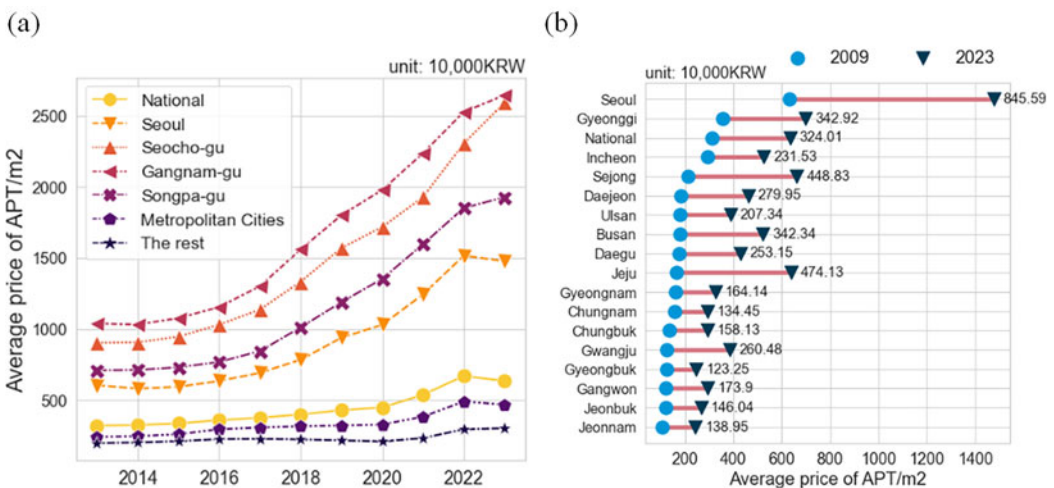 (a)
unit: 10,000KRW
Average price of APT/m2
2500
2000
1500
1000
500
National
Seoul
Seocho-gu
Gangnam-gu
Songpa-gu
Metropolitan Cities
The rest
2014 2016 2018 2020 2022
(b)
2009 2023
unit: 10,000KRW
Seoul 845.59
Gyeonggi 342.92
National 324.01
Incheon 231.53
Sejong 448.83
Daejeon 279.95
Ulsan 207.34
Busan 342.34
Daegu 253.15
Jeju 474.13
Gyeongnam 164.14
Chungnam 134.45
Chungbuk 158.13
Gwangju 260.48
Gyeongbuk 123.25
Gangwon 173.9
Jeonbuk 146.04
Jeonnam 138.95
200 400 600 800 1000 1200 1400
Average price of APT/m2